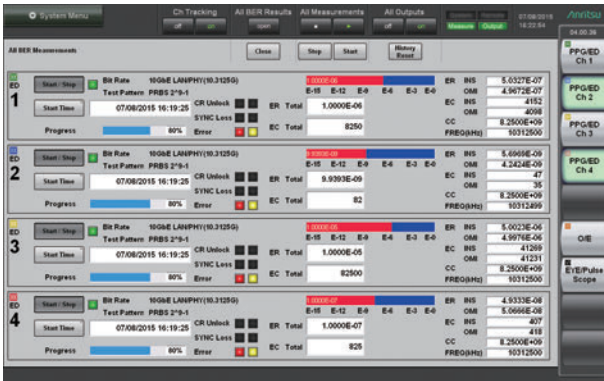 System Menu
Ch Tracking
off
on
All BER Results
open
All Measurements
All Outputs
off
on
Measure
Output
07/08/2015
16:22:54
Anritsu
04.00.36
All BER Measurements
Close
Stop
Start
History
Reset
PPG/ED
Ch 1
PPG/ED
Ch 2
PPG/ED
Ch 3
PPG/ED
Ch 4
O/E
EYE/Pulse
Scope
ED
1
Start / Stop
Bit Rate 10GbE LAN/PHY(10.3125G)
Test Pattern PRBS 2^9-1
Start Time 07/08/2015 16:19:25
CR Unlock
SYNC Loss
Progress 80% Error
1.0000E-06
E-15 E-12 E-9 E-6 E-3 E-0
ER Total 1.0000E-06
EC Total 8250
ER INS 5.0327E-07
OMI 4.9672E-07
EC INS 4152
OMI 4098
CC 8.2500E+09
FREQ(kHz) 10312500
ED
2
Start / Stop
Bit Rate 10GbE LAN/PHY(10.3125G)
Test Pattern PRBS 2^9-1
Start Time 07/08/2015 16:19:25
CR Unlock
SYNC Loss
Progress 80% Error
9.9393E-09
E-15 E-12 E-9 E-6 E-3 E-0
ER Total 9.9393E-09
EC Total 82
ER INS 5.6969E-09
OMI 4.2424E-09
EC INS 47
OMI 35
CC 8.2500E+09
FREQ(kHz) 10312499
ED
3
Start / Stop
Bit Rate 10GbE LAN/PHY(10.3125G)
Test Pattern PRBS 2^9-1
Start Time 07/08/2015 16:19:25
CR Unlock
SYNC Loss
Progress 80% Error
1.0000E-05
E-15 E-12 E-9 E-6 E-3 E-0
ER Total 1.0000E-05
EC Total 82500
ER INS 5.0023E-06
OMI 4.9976E-06
EC INS 41269
OMI 41231
CC 8.2500E+09
FREQ(kHz) 10312500
ED
4
Start / Stop
Bit Rate 10GbE LAN/PHY(10.3125G)
Test Pattern PRBS 2^9-1
Start Time 07/08/2015 16:19:25
CR Unlock
SYNC Loss
Progress 80% Error
1.0000E-07
E-15 E-12 E-9 E-6 E-3 E-0
ER Total 1.0000E-07
EC Total 825
ER INS 4.9333E-08
OMI 5.0666E-08
EC INS 407
OMI 418
CC 8.2500E+09
FREQ(kHz) 10312500